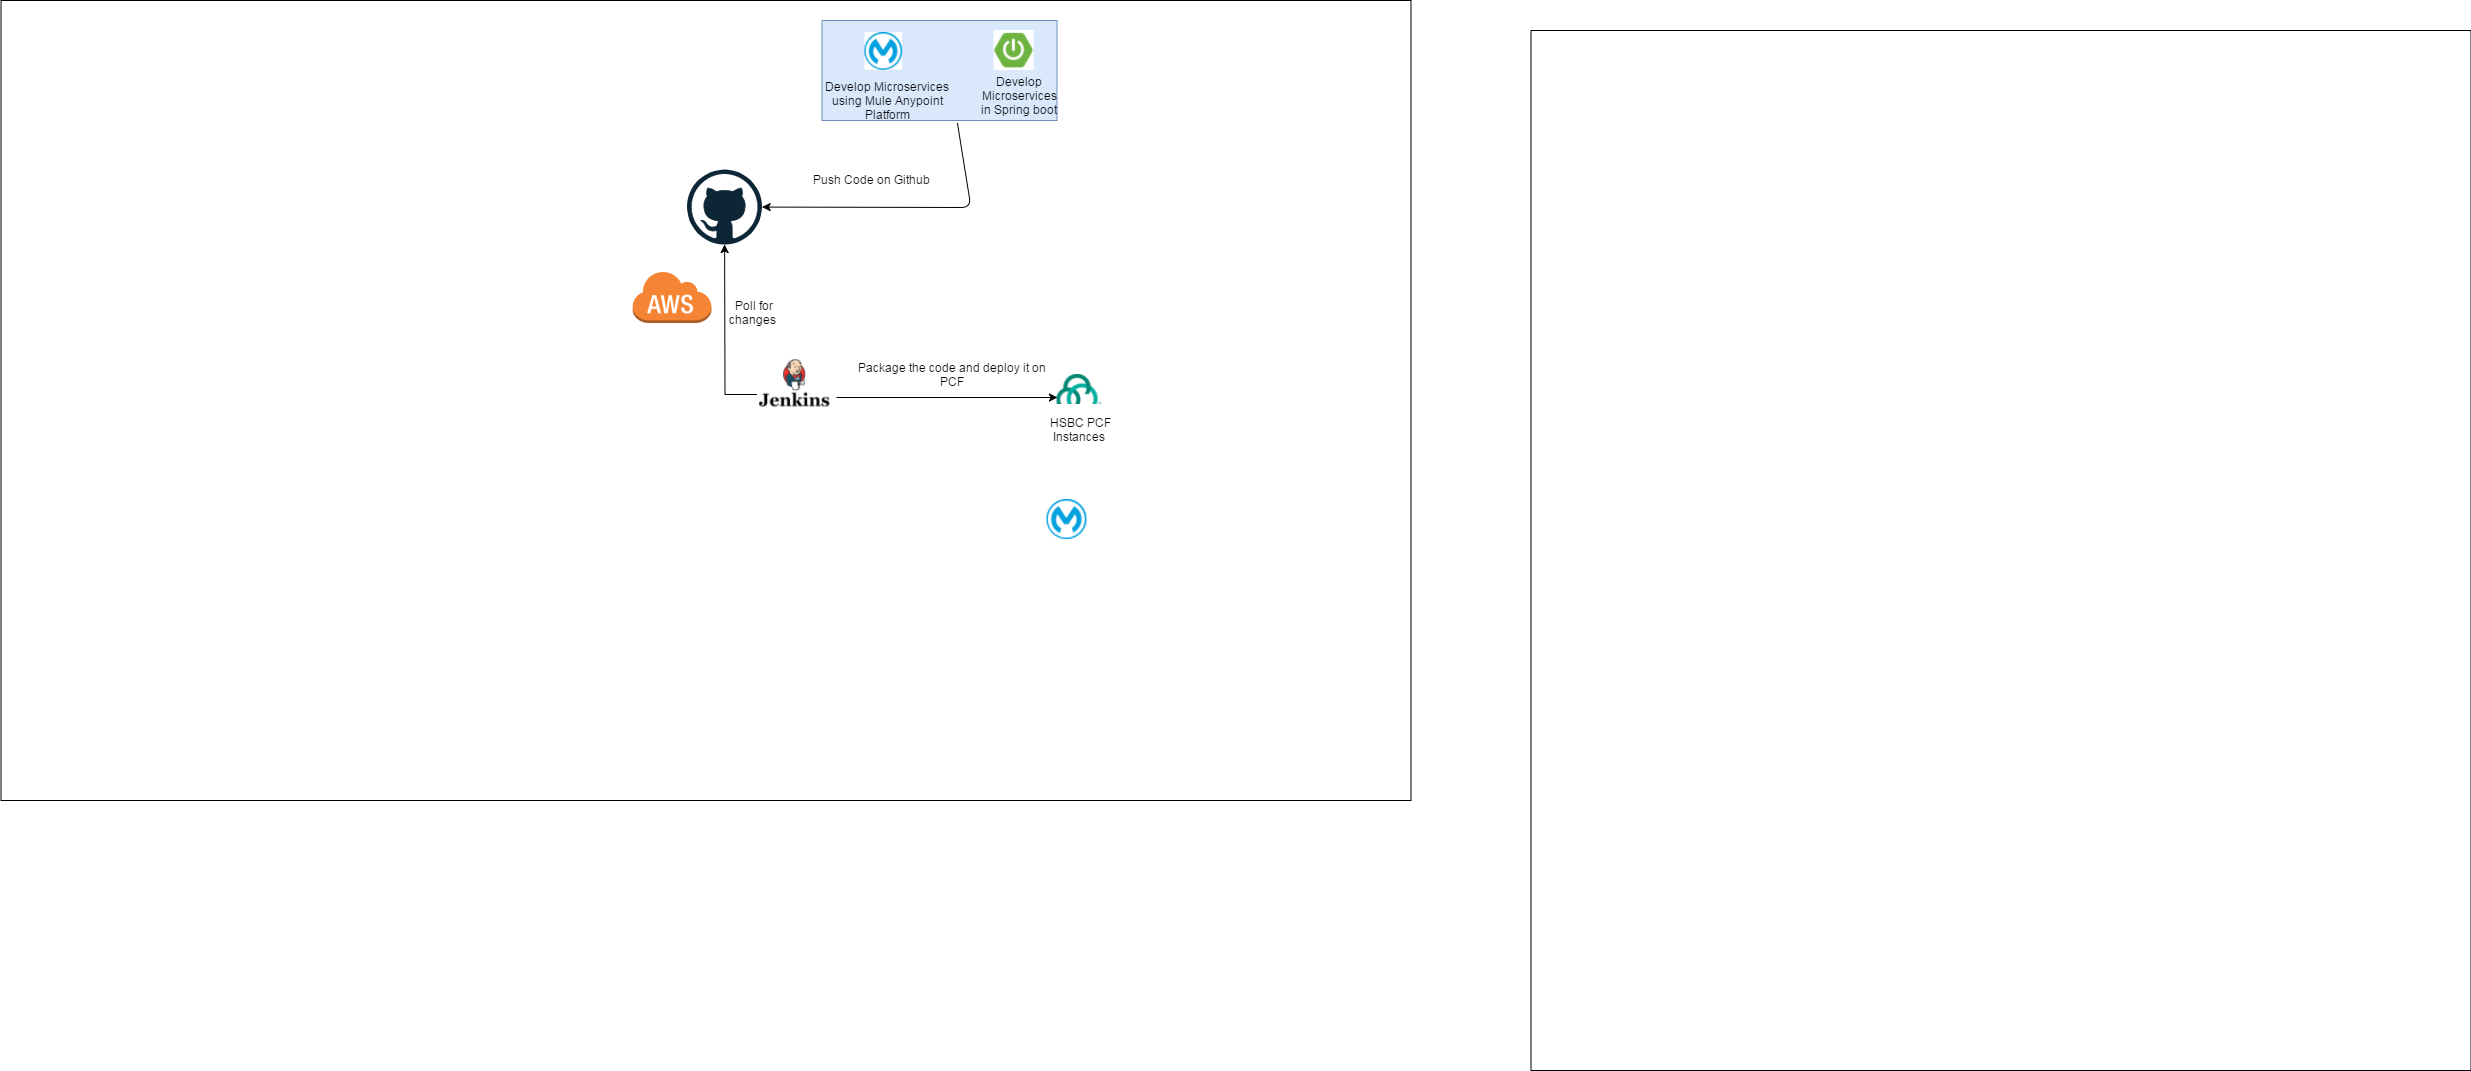 Develop Microservices
using Mule Anypoint
Platform
Develop
Microservices
in Spring boot
Push Code on Github
AWS
Poll for
changes
Jenkins
Package the code and deploy it on
PCF
HSBC PCF
Instances